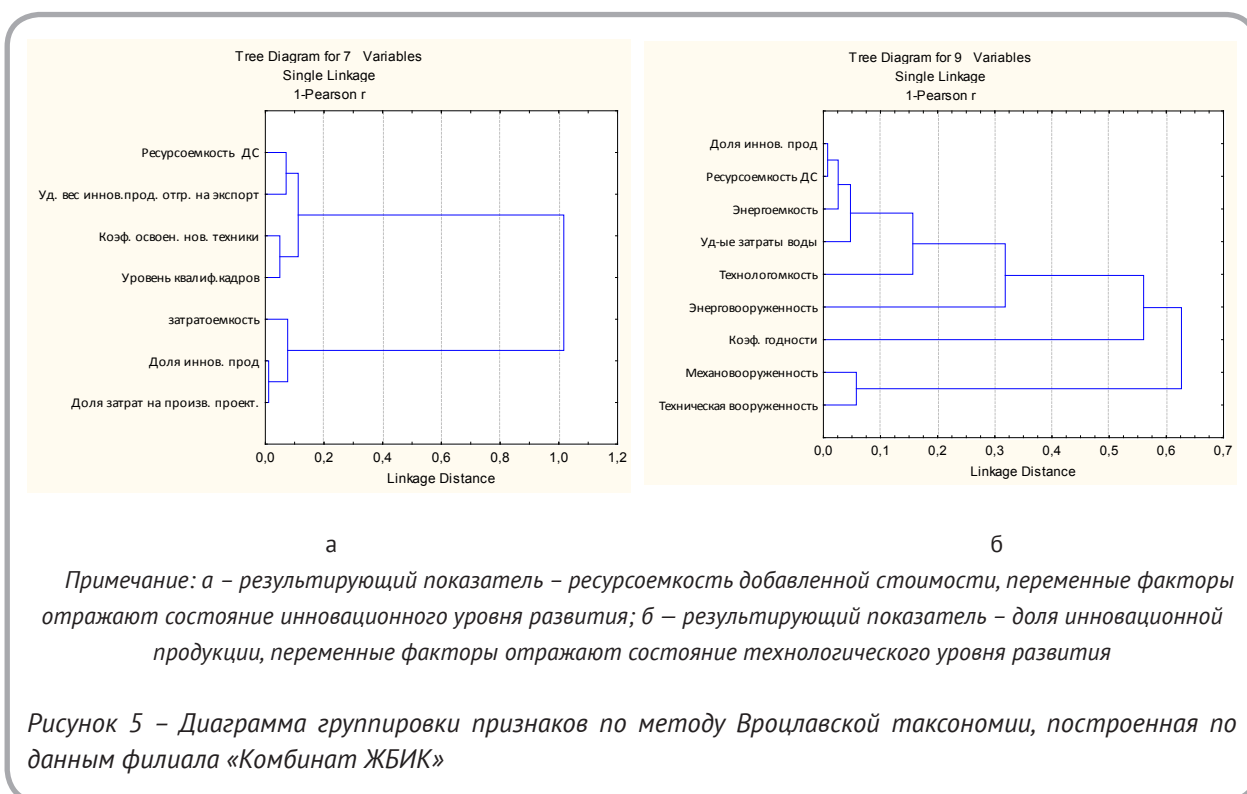 Tree Diagram for 7 Variables
Single Linkage
1-Pearson r
Ресурсоемкость ДС
Уд. вес иннов.прод. отгр. на экспорт
Коэф. освоен. нов. техники
Уровень квалиф.кадров
затратоемкость
Доля иннов. прод
Доля затрат на произв. проект.
0,0 0,2 0,4 0,6 0,8 1,0 1,2
Linkage Distance
а
Tree Diagram for 9 Variables
Single Linkage
1-Pearson r
Доля иннов. прод
Ресурсоемкость ДС
Энергоемкость
Уд-ые затраты воды
Технологомкость
Энерговооруженность
Коэф. годности
Механовооруженность
Техническая вооруженность
0,0 0,1 0,2 0,3 0,4 0,5 0,6 0,7
Linkage Distance
б
Примечание: а – результирующий показатель – ресурсоемкость добавленной стоимости, переменные факторы
отражают состояние инновационного уровня развития; б — результирующий показатель – доля инновационной
продукции, переменные факторы отражают состояние технологического уровня развития
Рисунок 5 – Диаграмма группировки признаков по методу Вроцлавской таксономии, построенная по
данным филиала «Комбинат ЖБИК»